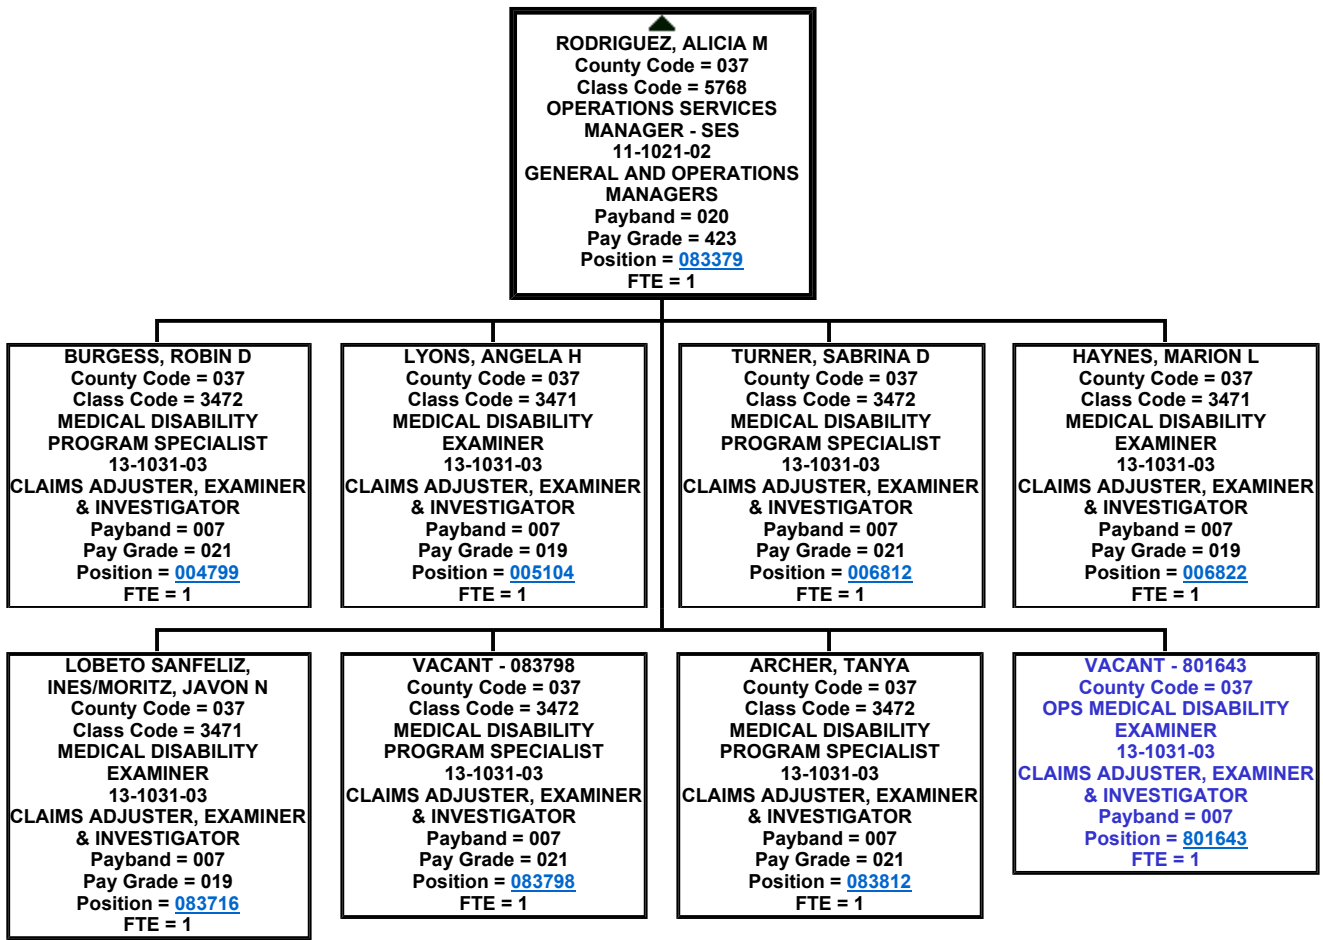 RODRIGUEZ, ALICIA M
County Code = 037
Class Code = 5768
OPERATIONS SERVICES
MANAGER - SES
11-1021-02
GENERAL AND OPERATIONS
MANAGERS
Payband = 020
Pay Grade = 423
Position = 083379
FTE = 1
BURGESS, ROBIN D
County Code = 037
Class Code = 3472
MEDICAL DISABILITY
PROGRAM SPECIALIST
13-1031-03
CLAIMS ADJUSTER, EXAMINER
& INVESTIGATOR
Payband = 007
Pay Grade = 021
Position = 004799
FTE = 1
LYONS, ANGELA H
County Code = 037
Class Code = 3471
MEDICAL DISABILITY
EXAMINER
13-1031-03
CLAIMS ADJUSTER, EXAMINER
& INVESTIGATOR
Payband = 007
Pay Grade = 019
Position = 005104
FTE = 1
TURNER, SABRINA D
County Code = 037
Class Code = 3472
MEDICAL DISABILITY
PROGRAM SPECIALIST
13-1031-03
CLAIMS ADJUSTER, EXAMINER
& INVESTIGATOR
Payband = 007
Pay Grade = 021
Position = 006812
FTE = 1
HAYNES, MARION L
County Code = 037
Class Code = 3471
MEDICAL DISABILITY
EXAMINER
13-1031-03
CLAIMS ADJUSTER, EXAMINER
& INVESTIGATOR
Payband = 007
Pay Grade = 019
Position = 006822
FTE = 1
LOBETO SANFELIZ,
INES/MORITZ, JAVON N
County Code = 037
Class Code = 3471
MEDICAL DISABILITY
EXAMINER
13-1031-03
CLAIMS ADJUSTER, EXAMINER
& INVESTIGATOR
Payband = 007
Pay Grade = 019
Position = 083716
FTE = 1
VACANT - 083798
County Code = 037
Class Code = 3472
MEDICAL DISABILITY
PROGRAM SPECIALIST
13-1031-03
CLAIMS ADJUSTER, EXAMINER
& INVESTIGATOR
Payband = 007
Pay Grade = 021
Position = 083798
FTE = 1
ARCHER, TANYA
County Code = 037
Class Code = 3472
MEDICAL DISABILITY
PROGRAM SPECIALIST
13-1031-03
CLAIMS ADJUSTER, EXAMINER
& INVESTIGATOR
Payband = 007
Pay Grade = 021
Position = 083812
FTE = 1
VACANT - 801643
County Code = 037
OPS MEDICAL DISABILITY
EXAMINER
13-1031-03
CLAIMS ADJUSTER, EXAMINER
& INVESTIGATOR
Payband = 007
Position = 801643
FTE = 1